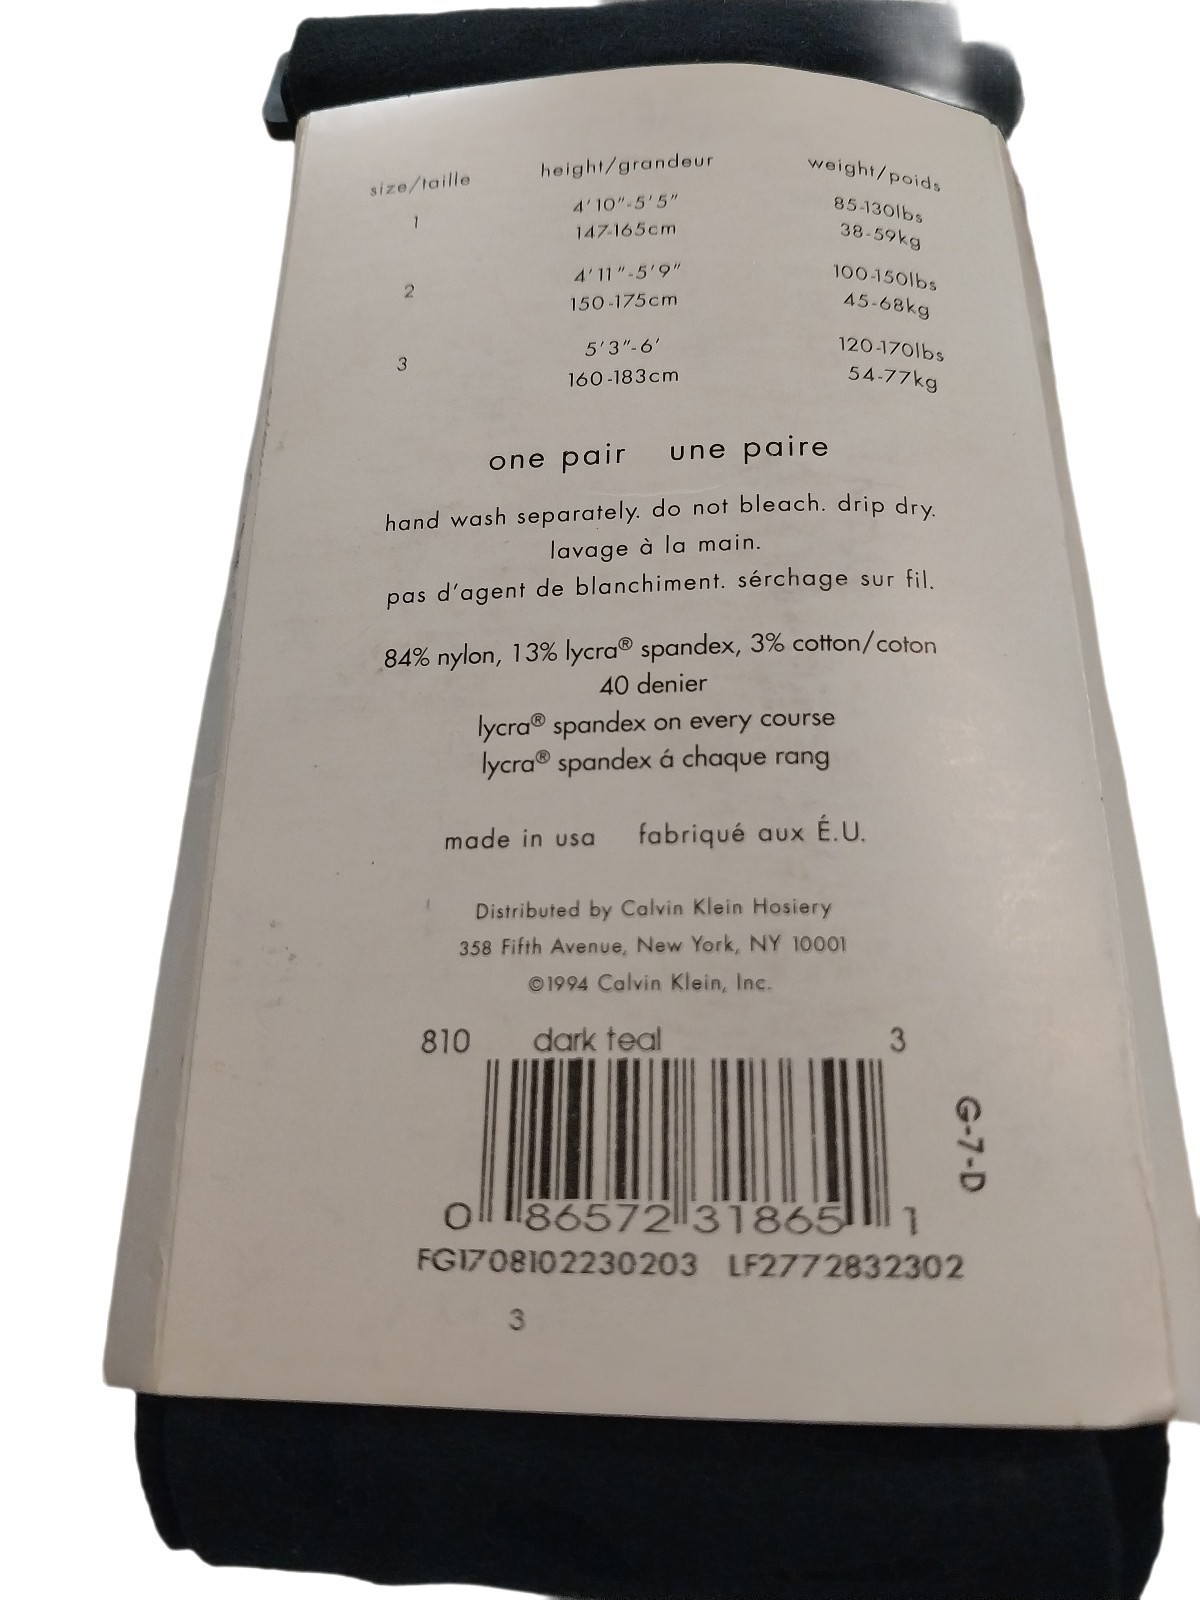 size/taille height/grandeur weight/poids
1 4'10"-5'5" 85-130lbs
147-165cm 38-59kg
2 4'11"-5'9" 100-150lbs
150-175cm 45-68kg
3 5'3"-6' 120-170lbs
160-183cm 54-77kg
one pair une paire
hand wash separately. do not bleach. drip dry.
lavage à la main.
pas d'agent de blanchiment. sérchage sur fil.
84% nylon, 13% lycra® spandex, 3% cotton/coton
40 denier
lycra® spandex on every course
lycra® spandex á chaque rang
made in usa fabriqué aux É.U.
Distributed by Calvin Klein Hosiery
358 Fifth Avenue, New York, NY 10001
©1994 Calvin Klein, Inc.
810 dark teal 3
G-7-D
0 86572 31865 1
FG1708102230203 LF2772832302
3